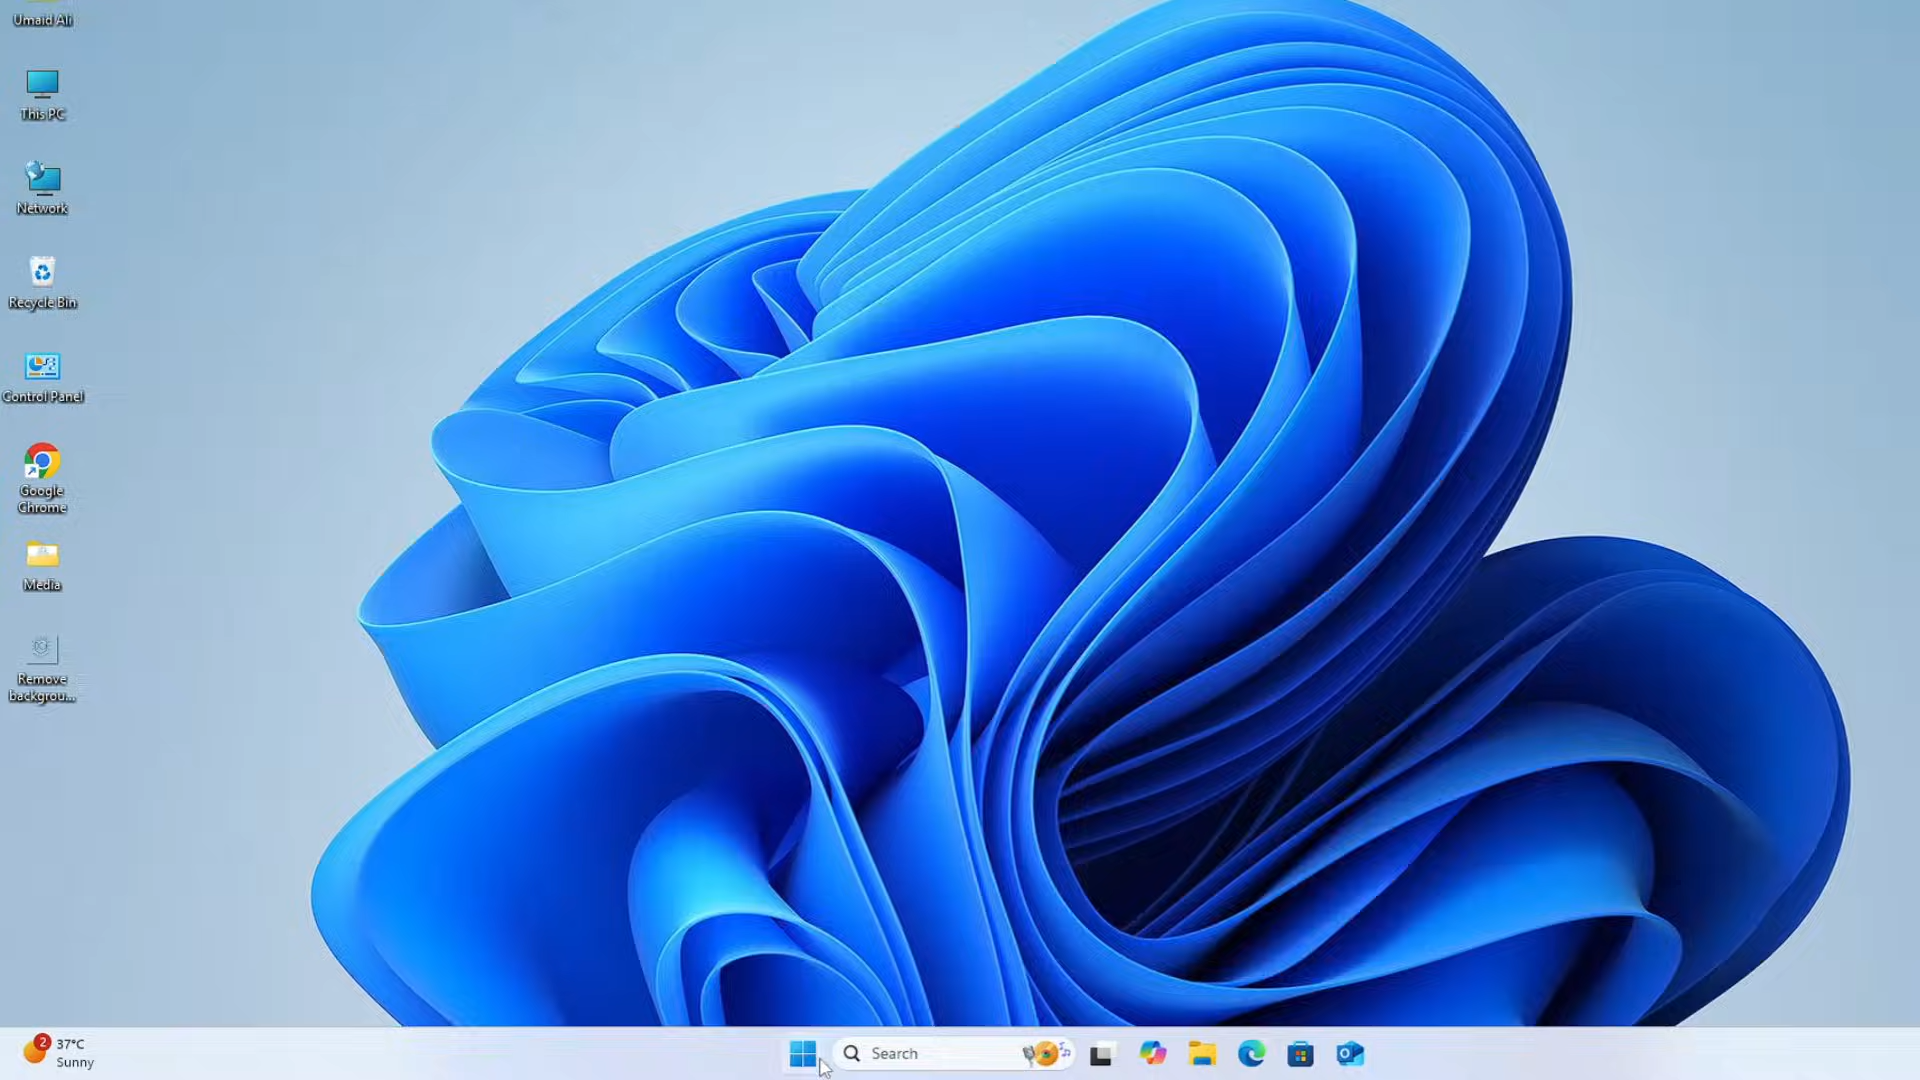 Umaid Ali
This PC
Network
Recycle Bin
Control Panel
Google
Chrome
Media
Remove
backgrou...
2
37°C
Sunny
Search